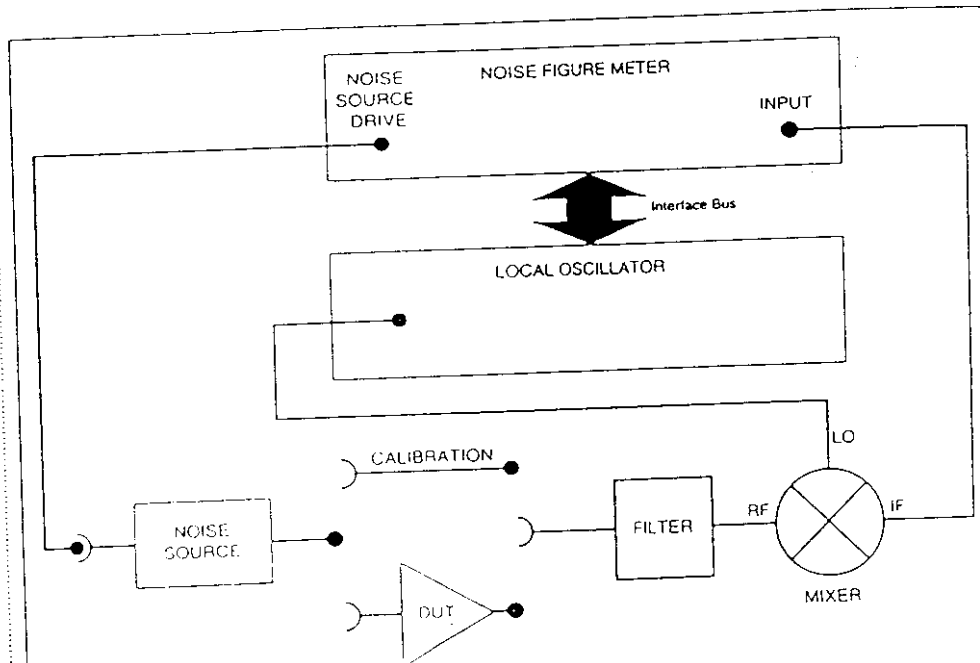 NOISE FIGURE METER
NOISE
SOURCE
DRIVE
INPUT
Interface Bus
LOCAL OSCILLATOR
LO
CALIBRATION
NOISE
SOURCE
FILTER
RF
IF
MIXER
DUT